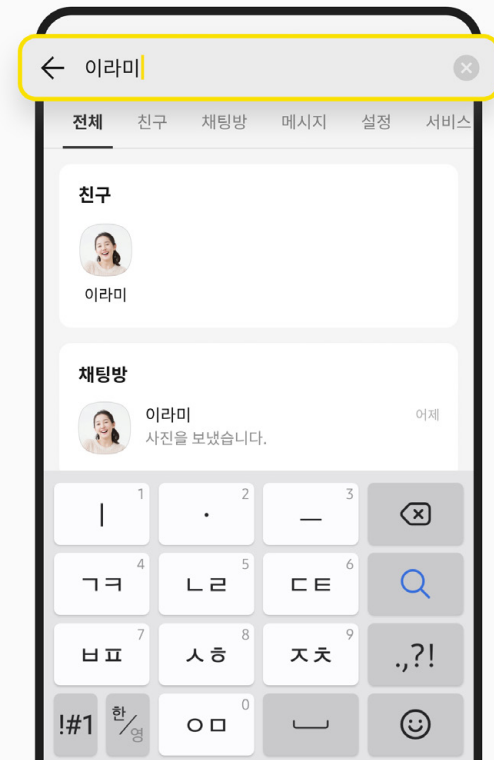 이라미
전체 친구 채팅방 메시지 설정 서비스
친구
이라미
채팅방
이라미 어제
사진을 보냈습니다.
ㅣ 1 · 2 ㅡ 3
ㄱㅋ 4 ㄴㄹ 5 ㄷㅌ 6
ㅂㅍ 7 ㅅㅎ 8 ㅈㅊ 9 .,?!
!#1 한/영 ㅇㅁ 0